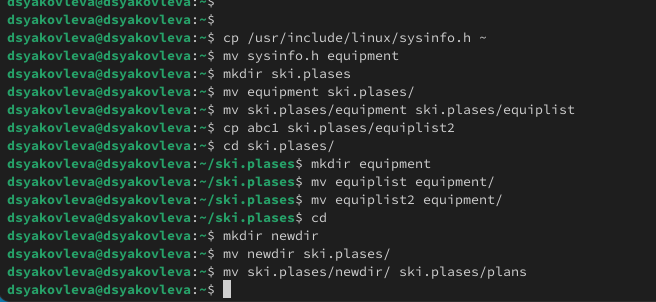 dsyakovleva@dsyakovleva:~$
dsyakovleva@dsyakovleva:~$
dsyakovleva@dsyakovleva:~$ cp /usr/include/linux/sysinfo.h ~
dsyakovleva@dsyakovleva:~$ mv sysinfo.h equipment
dsyakovleva@dsyakovleva:~$ mkdir ski.plases
dsyakovleva@dsyakovleva:~$ mv equipment ski.plases/
dsyakovleva@dsyakovleva:~$ mv ski.plases/equipment ski.plases/equiplist
dsyakovleva@dsyakovleva:~$ cp abc1 ski.plases/equiplist2
dsyakovleva@dsyakovleva:~$ cd ski.plases/
dsyakovleva@dsyakovleva:~/ski.plases$ mkdir equipment
dsyakovleva@dsyakovleva:~/ski.plases$ mv equiplist equipment/
dsyakovleva@dsyakovleva:~/ski.plases$ mv equiplist2 equipment/
dsyakovleva@dsyakovleva:~/ski.plases$ cd
dsyakovleva@dsyakovleva:~$ mkdir newdir
dsyakovleva@dsyakovleva:~$ mv newdir ski.plases/
dsyakovleva@dsyakovleva:~$ mv ski.plases/newdir/ ski.plases/plans
dsyakovleva@dsyakovleva:~$